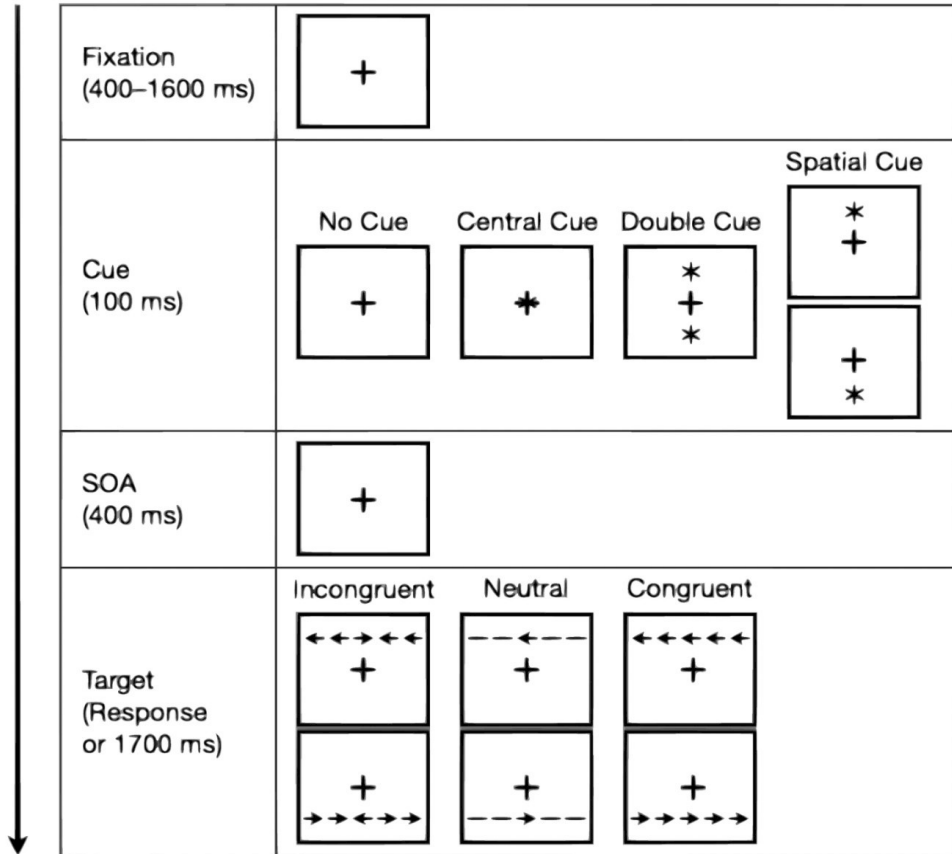 Fixation
(400–1600 ms)
Cue
(100 ms)
No Cue
Central Cue
Double Cue
Spatial Cue
SOA
(400 ms)
Target
(Response
or 1700 ms)
Incongruent
Neutral
Congruent